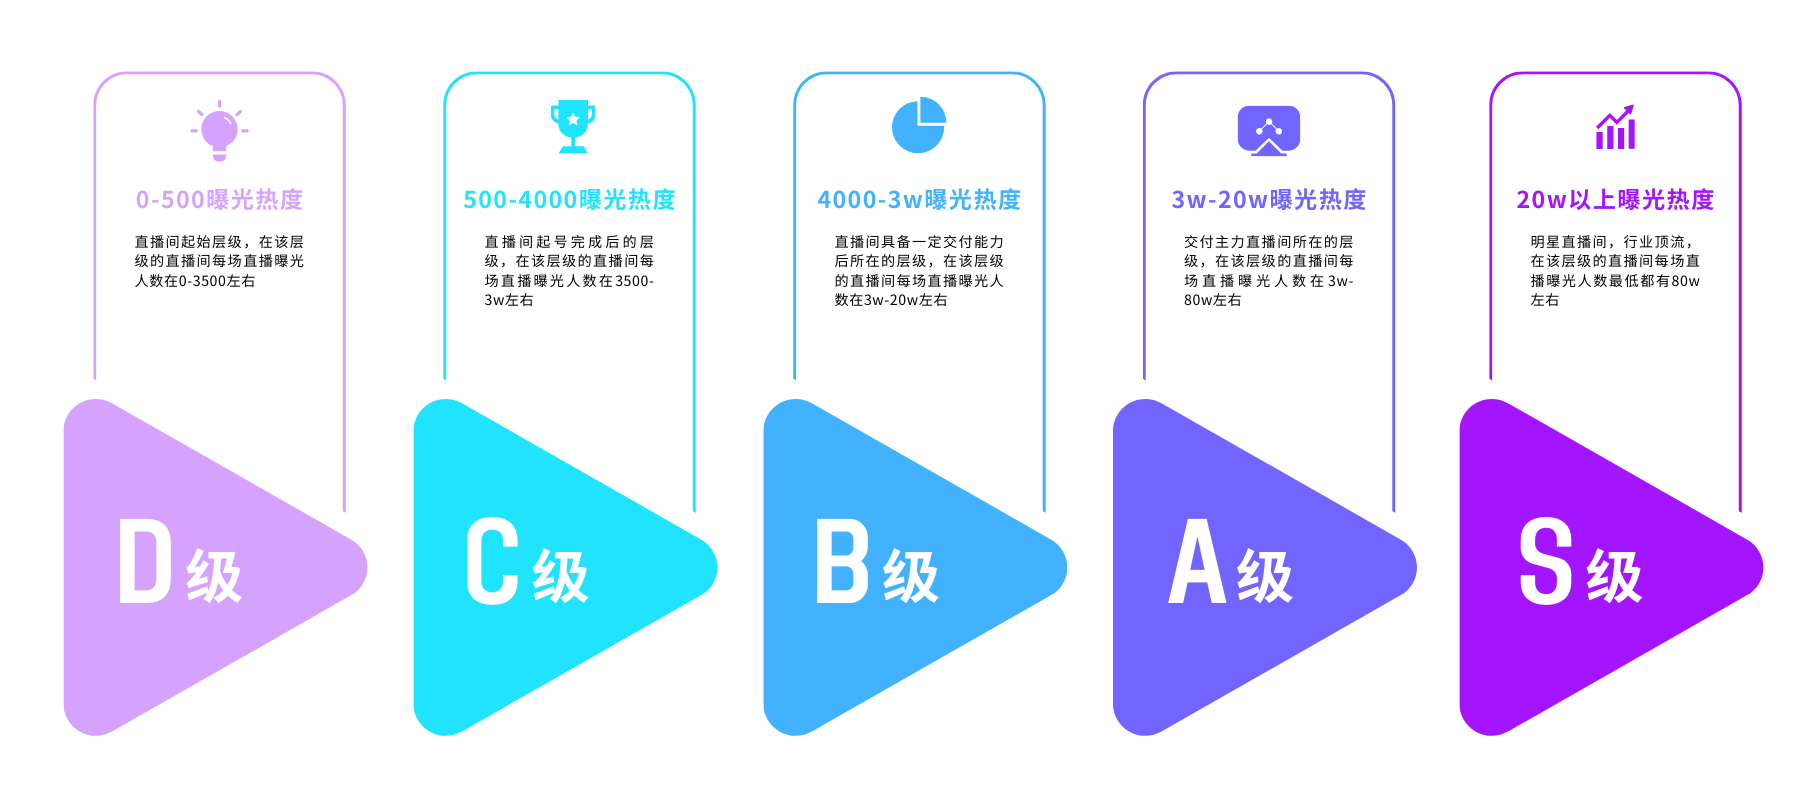 0-500曝光热度
直播间起始层级，在该层
级的直播间每场直播曝光
人数在0-3500左右
D级
500-4000曝光热度
直播间起号完成后的层
级，在该层级的直播间每
场直播曝光人数在3500-
3w左右
C级
4000-3w曝光热度
直播间具备一定交付能力
后所在的层级，在该层级
的直播间每场直播曝光人
数在3w-20w左右
B级
3w-20w曝光热度
交付主力直播间所在的层
级，在该层级的直播间每
场直播曝光人数在3w-
80w左右
A级
20w以上曝光热度
明星直播间，行业顶流，
在该层级的直播间每场直
播曝光人数最低都有80w
左右
S级